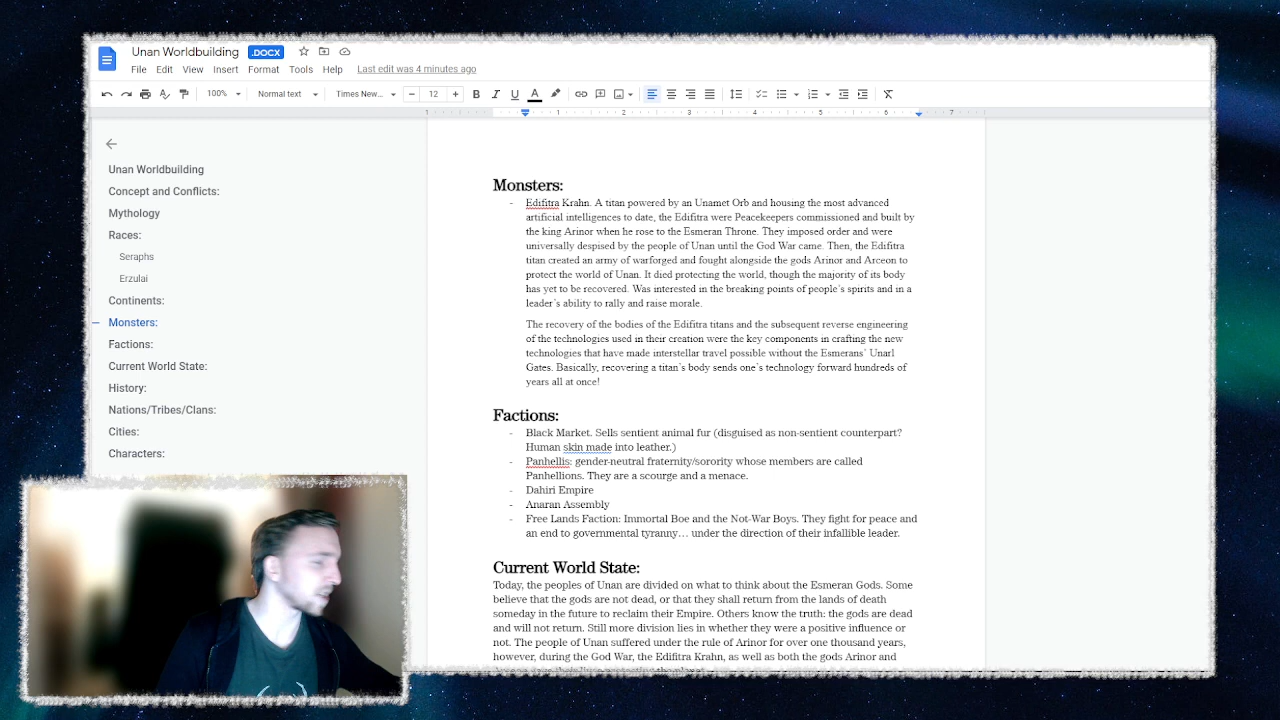 Unan Worldbuilding .DOCX
File Edit View Insert Format Tools Help Last edit was 4 minutes ago
100% Normal text Times New... 12 B I U A
1 1 2 3 4 5 6 7
Unan Worldbuilding
Concept and Conflicts:
Mythology
Races:
Seraphs
Erzulai
Continents:
Monsters:
Factions:
Current World State:
History:
Nations/Tribes/Clans:
Cities:
Characters:
Monsters:
- Edifitra Krahn. A titan powered by an Unamet Orb and housing the most advanced
artificial intelligences to date, the Edifitra were Peacekeepers commissioned and built by
the king Arinor when he rose to the Esmeran Throne. They imposed order and were
universally despised by the people of Unan until the God War came. Then, the Edifitra
titan created an army of warforged and fought alongside the gods Arinor and Arceon to
protect the world of Unan. It died protecting the world, though the majority of its body
has yet to be recovered. Was interested in the breaking points of people's spirits and in a
leader's ability to rally and raise morale.
The recovery of the bodies of the Edifitra titans and the subsequent reverse engineering
of the technologies used in their creation were the key components in crafting the new
technologies that have made interstellar travel possible without the Esmerans' Unarl
Gates. Basically, recovering a titan's body sends one's technology forward hundreds of
years all at once!
Factions:
- Black Market. Sells sentient animal fur (disguised as non-sentient counterpart?
Human skin made into leather.)
- Panhellis: gender-neutral fraternity/sorority whose members are called
Panhellions. They are a scourge and a menace.
- Dahiri Empire
- Anaran Assembly
- Free Lands Faction: Immortal Boe and the Not-War Boys. They fight for peace and
an end to governmental tyranny… under the direction of their infallible leader.
Current World State:
Today, the peoples of Unan are divided on what to think about the Esmeran Gods. Some
believe that the gods are not dead, or that they shall return from the lands of death
someday in the future to reclaim their Empire. Others know the truth: the gods are dead
and will not return. Still more division lies in whether they were a positive influence or
not. The people of Unan suffered under the rule of Arinor for over one thousand years,
however, during the God War, the Edifitra Krahn, as well as both the gods Arinor and